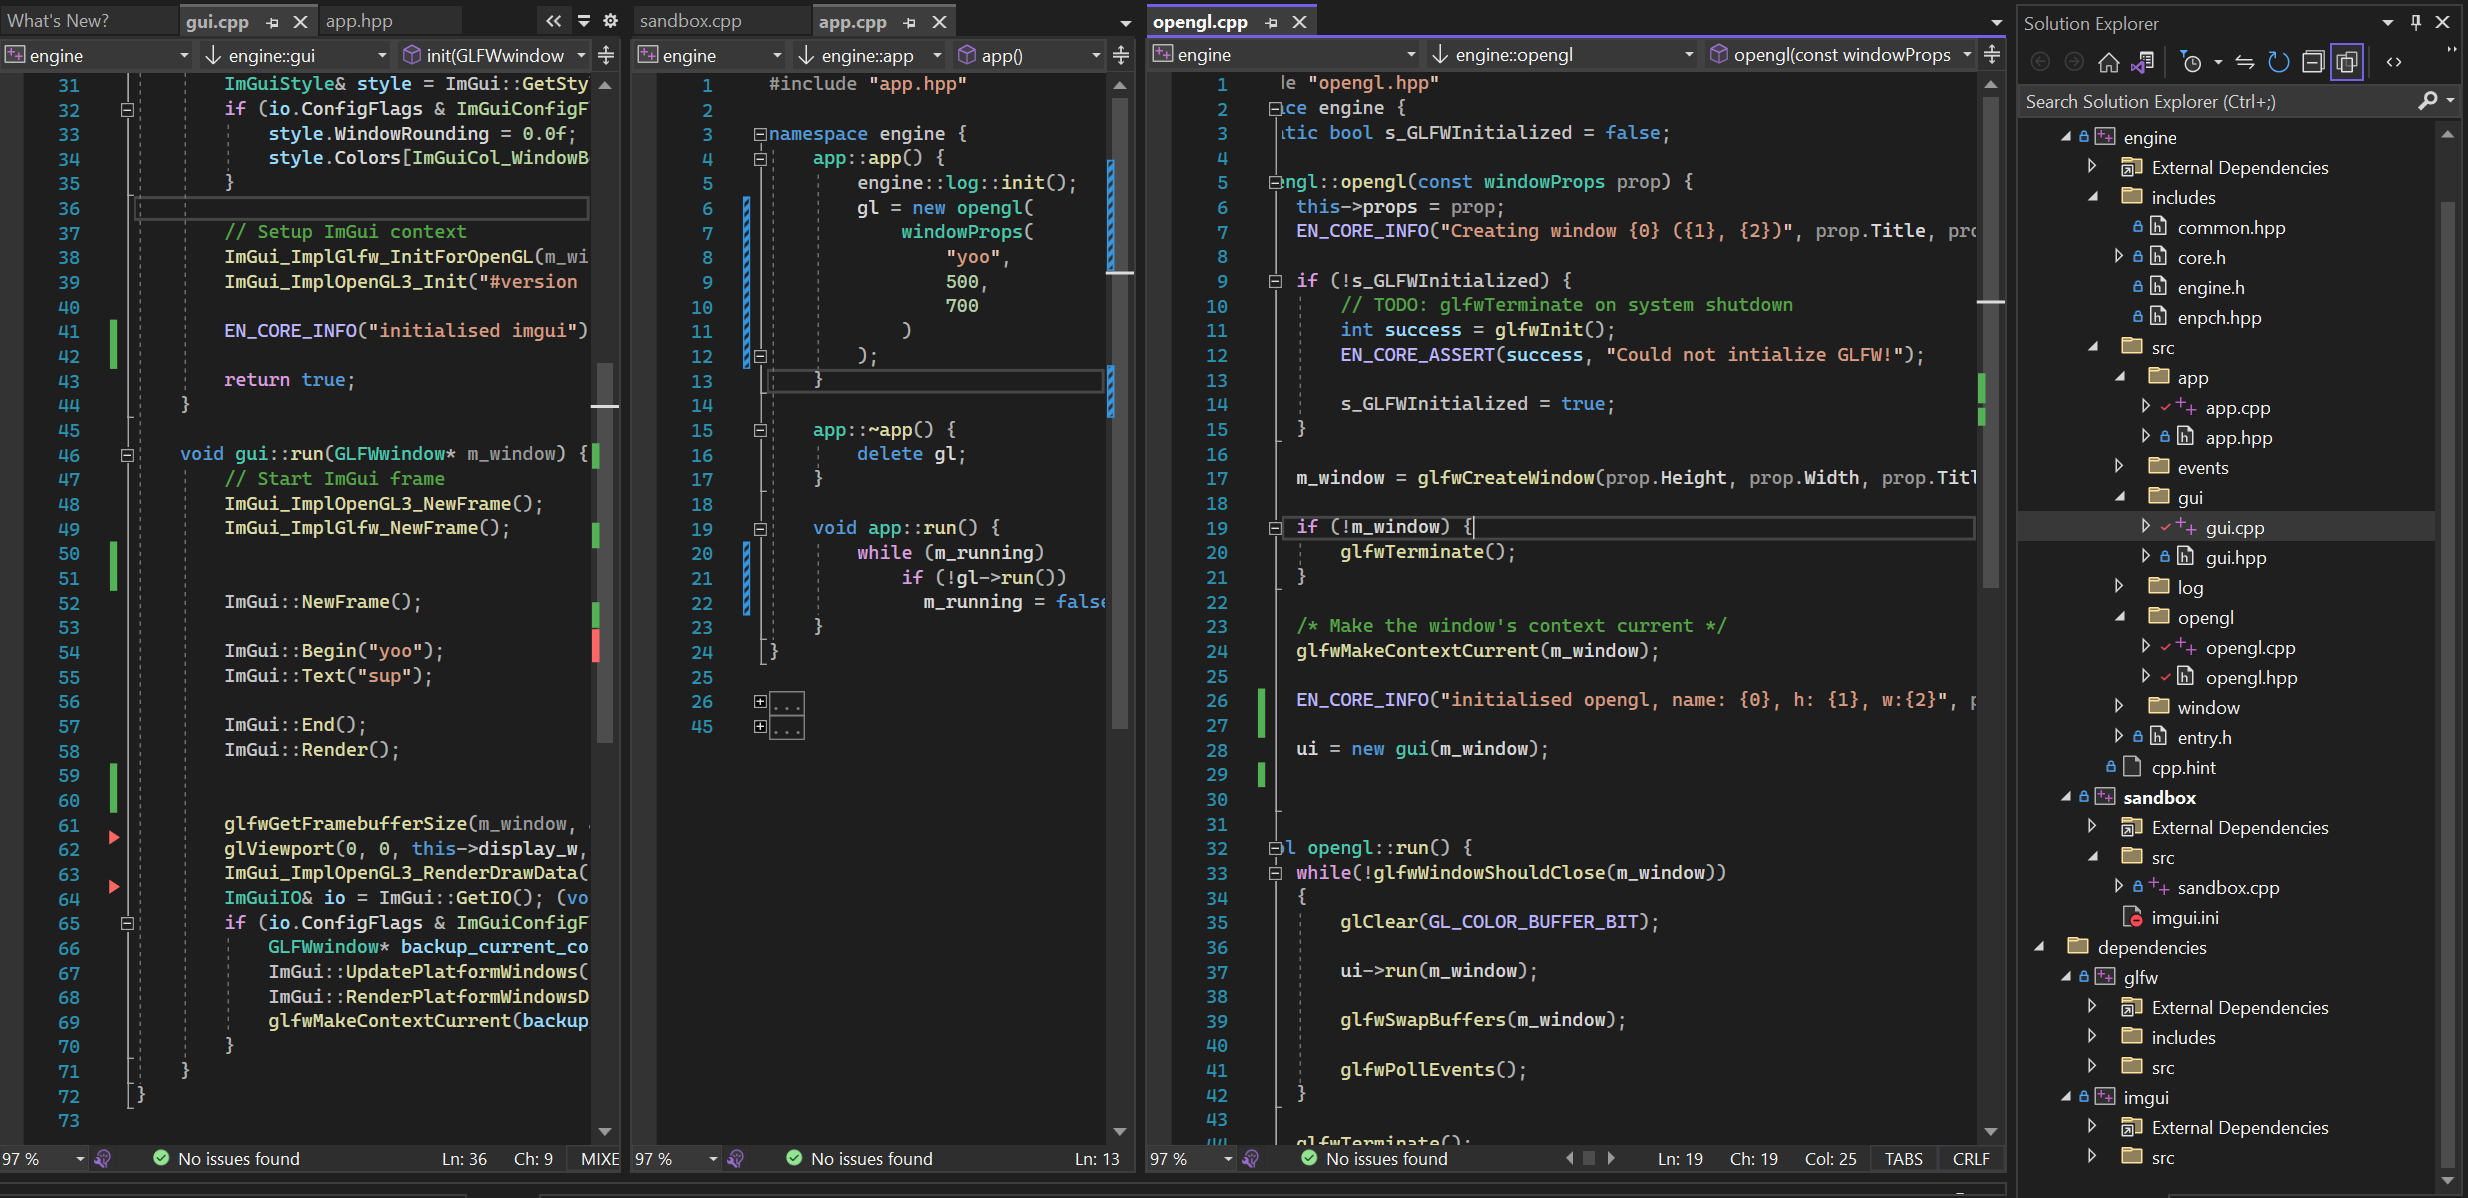 What's New?
gui.cpp
app.hpp
engine
engine::gui
init(GLFWwindow
31 ImGuiStyle& style = ImGui::GetSty
32 if (io.ConfigFlags & ImGuiConfigF
33 style.WindowRounding = 0.0f;
34 style.Colors[ImGuiCol_WindowB
35 }
36
37 // Setup ImGui context
38 ImGui_ImplGlfw_InitForOpenGL(m_wi
39 ImGui_ImplOpenGL3_Init("#version
40
41 EN_CORE_INFO("initialised imgui")
42
43 return true;
44 }
45
46 void gui::run(GLFWwindow* m_window) {
47 // Start ImGui frame
48 ImGui_ImplOpenGL3_NewFrame();
49 ImGui_ImplGlfw_NewFrame();
50
51
52 ImGui::NewFrame();
53
54 ImGui::Begin("yoo");
55 ImGui::Text("sup");
56
57 ImGui::End();
58 ImGui::Render();
59
60
61 glfwGetFramebufferSize(m_window,
62 glViewport(0, 0, this->display_w,
63 ImGui_ImplOpenGL3_RenderDrawData(
64 ImGuiIO& io = ImGui::GetIO(); (vo
65 if (io.ConfigFlags & ImGuiConfigF
66 GLFWwindow* backup_current_co
67 ImGui::UpdatePlatformWindows(
68 ImGui::RenderPlatformWindowsD
69 glfwMakeContextCurrent(backup
70 }
71 }
72 }
73
97 %
No issues found
Ln: 36
Ch: 9
MIXE
sandbox.cpp
app.cpp
engine
engine::app
app()
1 #include "app.hpp"
2
3 namespace engine {
4 app::app() {
5 engine::log::init();
6 gl = new opengl(
7 windowProps(
8 "yoo",
9 500,
10 700
11 )
12 );
13 }
14
15 app::~app() {
16 delete gl;
17 }
18
19 void app::run() {
20 while (m_running)
21 if (!gl->run())
22 m_running = false
23 }
24 }
25
26 ...
45 ...
97 %
No issues found
Ln: 13
opengl.cpp
engine
engine::opengl
opengl(const windowProps
1 le "opengl.hpp"
2 ace engine {
3 atic bool s_GLFWInitialized = false;
4
5 engl::opengl(const windowProps prop) {
6 this->props = prop;
7 EN_CORE_INFO("Creating window {0} ({1}, {2})", prop.Title, pro
8
9 if (!s_GLFWInitialized) {
10 // TODO: glfwTerminate on system shutdown
11 int success = glfwInit();
12 EN_CORE_ASSERT(success, "Could not intialize GLFW!");
13
14 s_GLFWInitialized = true;
15 }
16
17 m_window = glfwCreateWindow(prop.Height, prop.Width, prop.Titl
18
19 if (!m_window) {
20 glfwTerminate();
21 }
22
23 /* Make the window's context current */
24 glfwMakeContextCurrent(m_window);
25
26 EN_CORE_INFO("initialised opengl, name: {0}, h: {1}, w:{2}", p
27
28 ui = new gui(m_window);
29
30
31
32 ol opengl::run() {
33 while(!glfwWindowShouldClose(m_window))
34 {
35 glClear(GL_COLOR_BUFFER_BIT);
36
37 ui->run(m_window);
38
39 glfwSwapBuffers(m_window);
40
41 glfwPollEvents();
42 }
43
44 glfwTerminate();
97 %
No issues found
Ln: 19
Ch: 19
Col: 25
TABS
CRLF
Solution Explorer
Search Solution Explorer (Ctrl+;)
engine
External Dependencies
includes
common.hpp
core.h
engine.h
enpch.hpp
src
app
app.cpp
app.hpp
events
gui
gui.cpp
gui.hpp
log
opengl
opengl.cpp
opengl.hpp
window
entry.h
cpp.hint
sandbox
External Dependencies
src
sandbox.cpp
imgui.ini
dependencies
glfw
External Dependencies
includes
src
imgui
External Dependencies
src